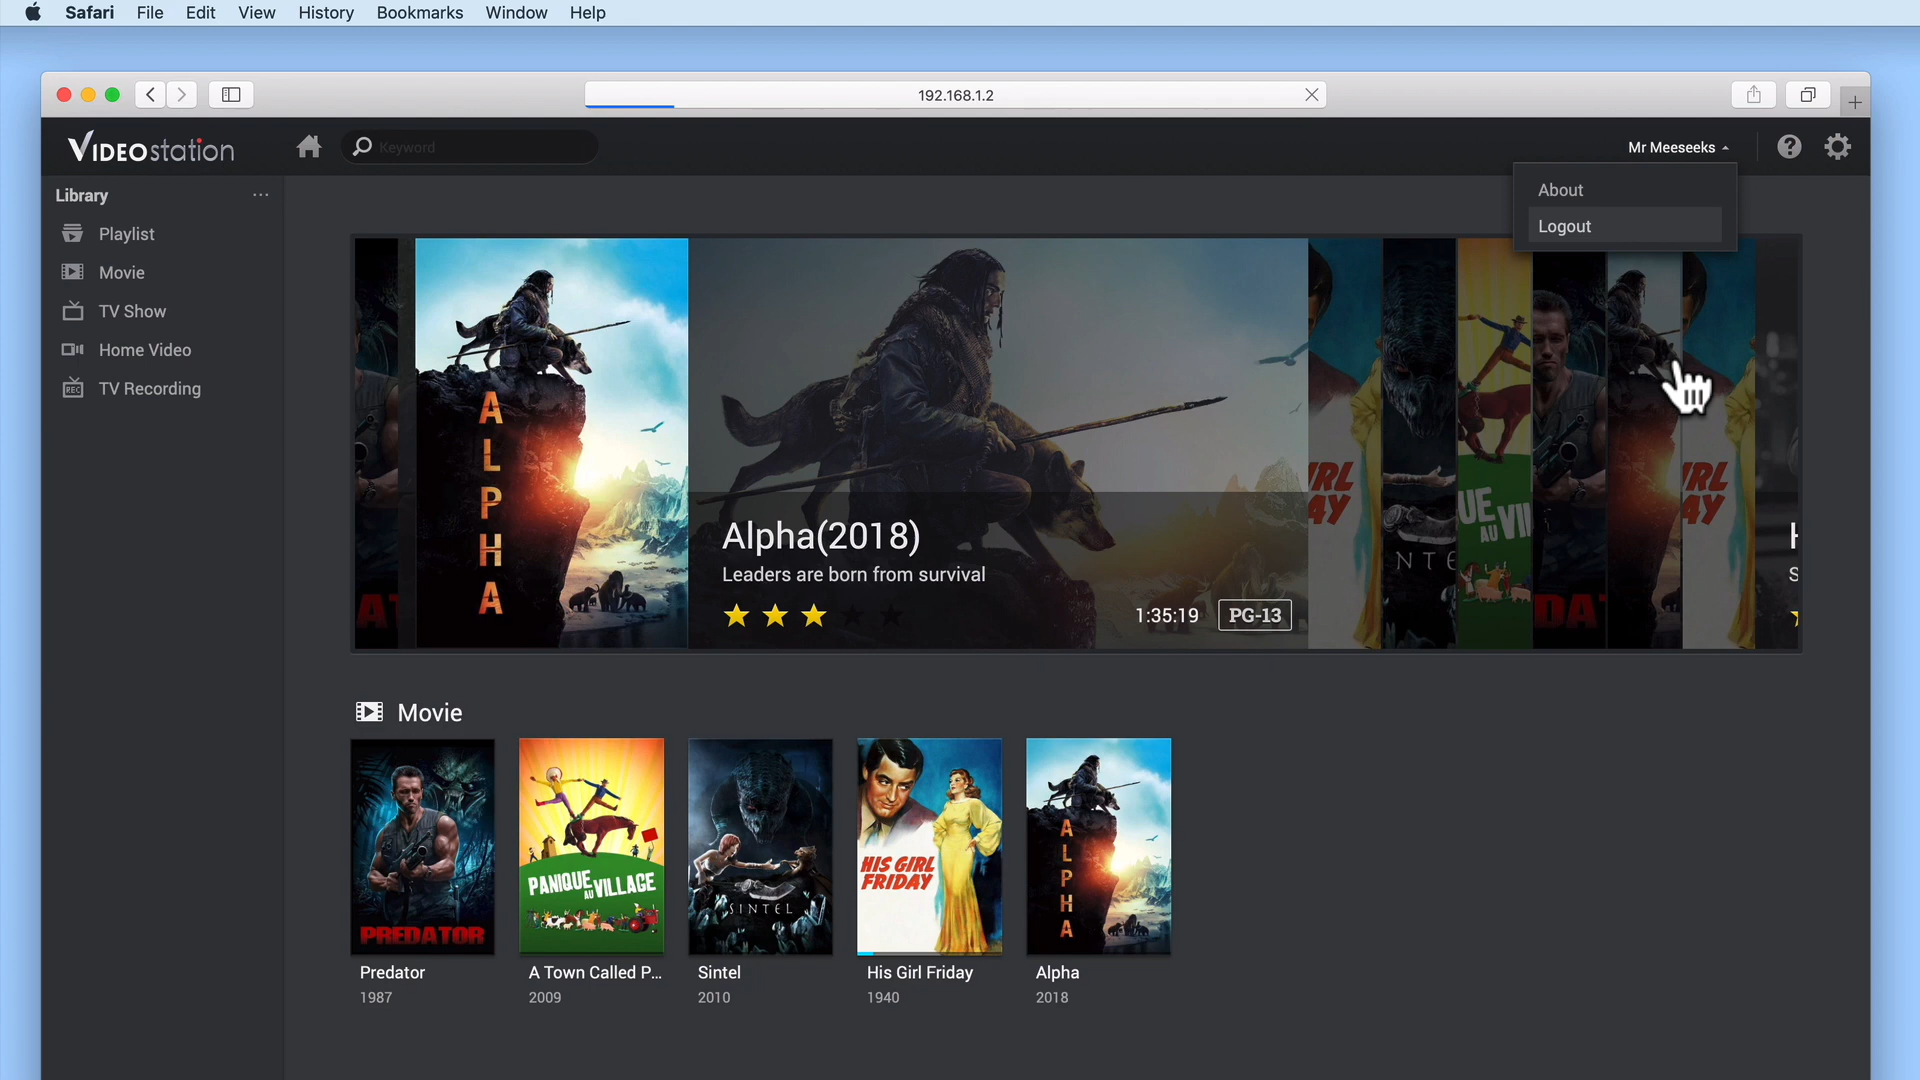 Safari File Edit View History Bookmarks Window Help
192.168.1.2
VIDEOstation
Keyword
Mr Meeseeks
About
Logout
Library
Playlist
Movie
TV Show
Home Video
REC
TV Recording
ALPHA
Alpha(2018)
Leaders are born from survival
1:35:19 PG-13
Movie
PREDATOR
PANIQUE AU VILLAGE
SINTEL
HIS GIRL FRIDAY
ALPHA
Predator
1987
A Town Called P...
2009
Sintel
2010
His Girl Friday
1940
Alpha
2018